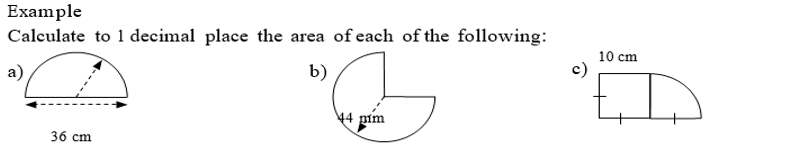 Example
Calculate to 1 decimal place the area of each of the following:
a)
b)
c)
10 cm
44 mm
36 cm